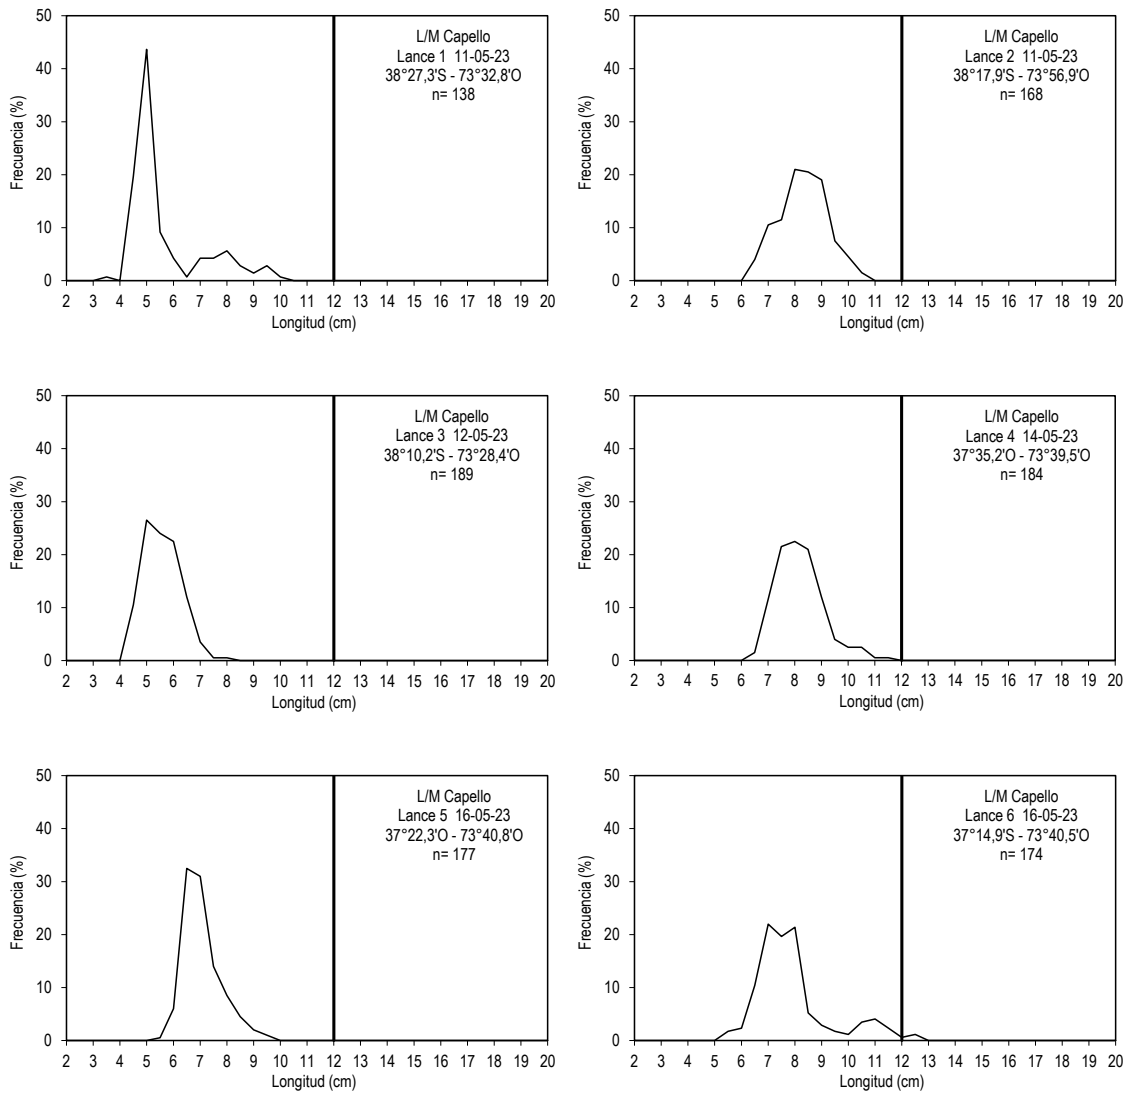 L/M Capello
Lance 1 11-05-23
38°27,3'S - 73°32,8'O
n= 138
Frecuencia (%)
50
40
30
20
10
0
2 3 4 5 6 7 8 9 10 11 12 13 14 15 16 17 18 19 20
Longitud (cm)
L/M Capello
Lance 2 11-05-23
38°17,9'S - 73°56,9'O
n= 168
Frecuencia (%)
50
40
30
20
10
0
2 3 4 5 6 7 8 9 10 11 12 13 14 15 16 17 18 19 20
Longitud (cm)
L/M Capello
Lance 3 12-05-23
38°10,2'S - 73°28,4'O
n= 189
Frecuencia (%)
50
40
30
20
10
0
2 3 4 5 6 7 8 9 10 11 12 13 14 15 16 17 18 19 20
Longitud (cm)
L/M Capello
Lance 4 14-05-23
37°35,2'O - 73°39,5'O
n= 184
Frecuencia (%)
50
40
30
20
10
0
2 3 4 5 6 7 8 9 10 11 12 13 14 15 16 17 18 19 20
Longitud (cm)
L/M Capello
Lance 5 16-05-23
37°22,3'O - 73°40,8'O
n= 177
Frecuencia (%)
50
40
30
20
10
0
2 3 4 5 6 7 8 9 10 11 12 13 14 15 16 17 18 19 20
Longitud (cm)
L/M Capello
Lance 6 16-05-23
37°14,9'S - 73°40,5'O
n= 174
Frecuencia (%)
50
40
30
20
10
0
2 3 4 5 6 7 8 9 10 11 12 13 14 15 16 17 18 19 20
Longitud (cm)